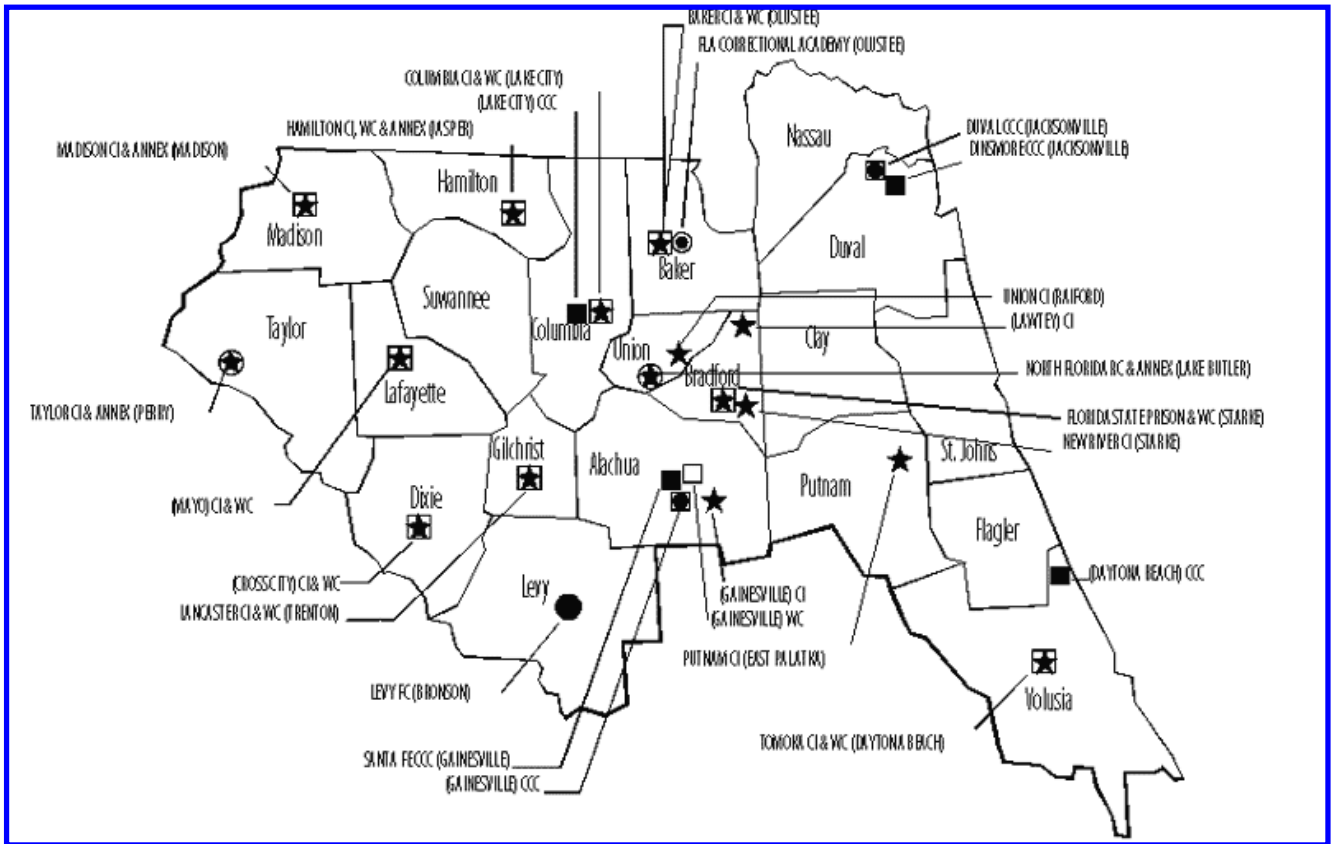 BAKER CI & WC (OLUSTEE)
FLA CORRECTIONAL ACADEMY (OLUSTEE)
COLUMBIA CI & WC (LAKE CITY)
(LAKE CITY) CCC
HAMILTON CI, WC & ANNEX (JASPER)
MADISON CI & ANNEX (MADISON)
Nassau
DUVAL CCC (JACKSONVILLE)
DINSMORE CCC (JACKSONVILLE)
Hamilton
Madison
Duval
Baker
Suwannee
UNION CI (RAIFORD)
(LAWTEY) CI
Taylor
Columbia
Clay
Union
NORTH FLORIDA RC & ANNEX (LAKE BUTLER)
Bradford
Lafayette
TAYLOR CI & ANNEX (PERRY)
FLORIDA STATE PRISON & WC (STARKE)
NEW RIVER CI (STARKE)
Gilchrist
St. Johns
Alachua
Putnam
(MAYO) CI & WC
Dixie
Flagler
(DAYTONA BEACH) CCC
(CROSS CITY) CI & WC
Levy
(GAINESVILLE) CI
LANCASTER CI & WC (TRENTON)
(GAINESVILLE) WC
PUTNAM CI (EAST PALATKA)
LEVY FC (BRONSON)
Volusia
TOMOKA CI & WC (DAYTONA BEACH)
SANTA FE CCC (GAINESVILLE)
(GAINESVILLE) CCC